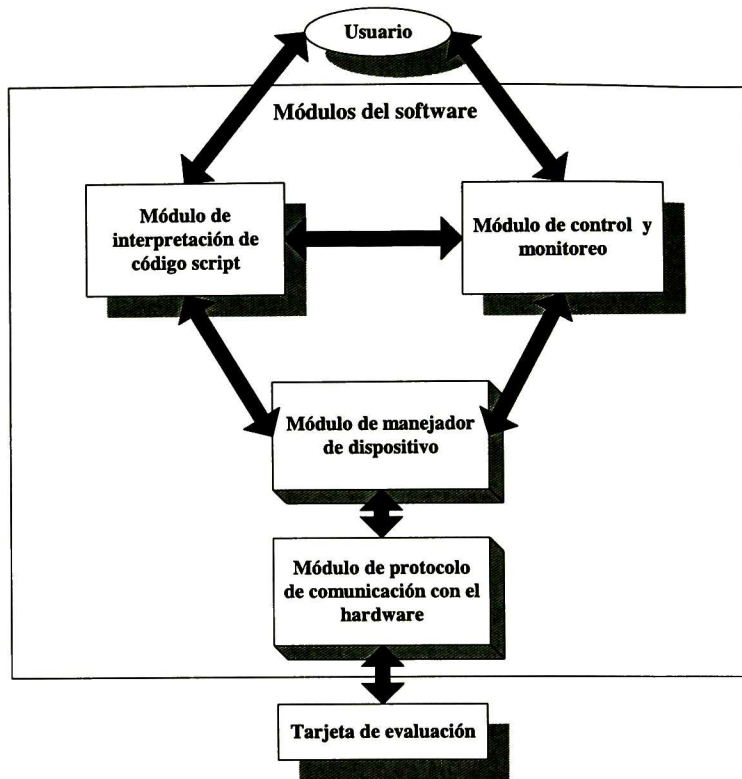 Usuario
Módulos del software
Módulo de
interpretación de
código script
Módulo de control y
monitoreo
Módulo de manejador
de dispositivo
Módulo de protocolo
de comunicación con el
hardware
Tarjeta de evaluación